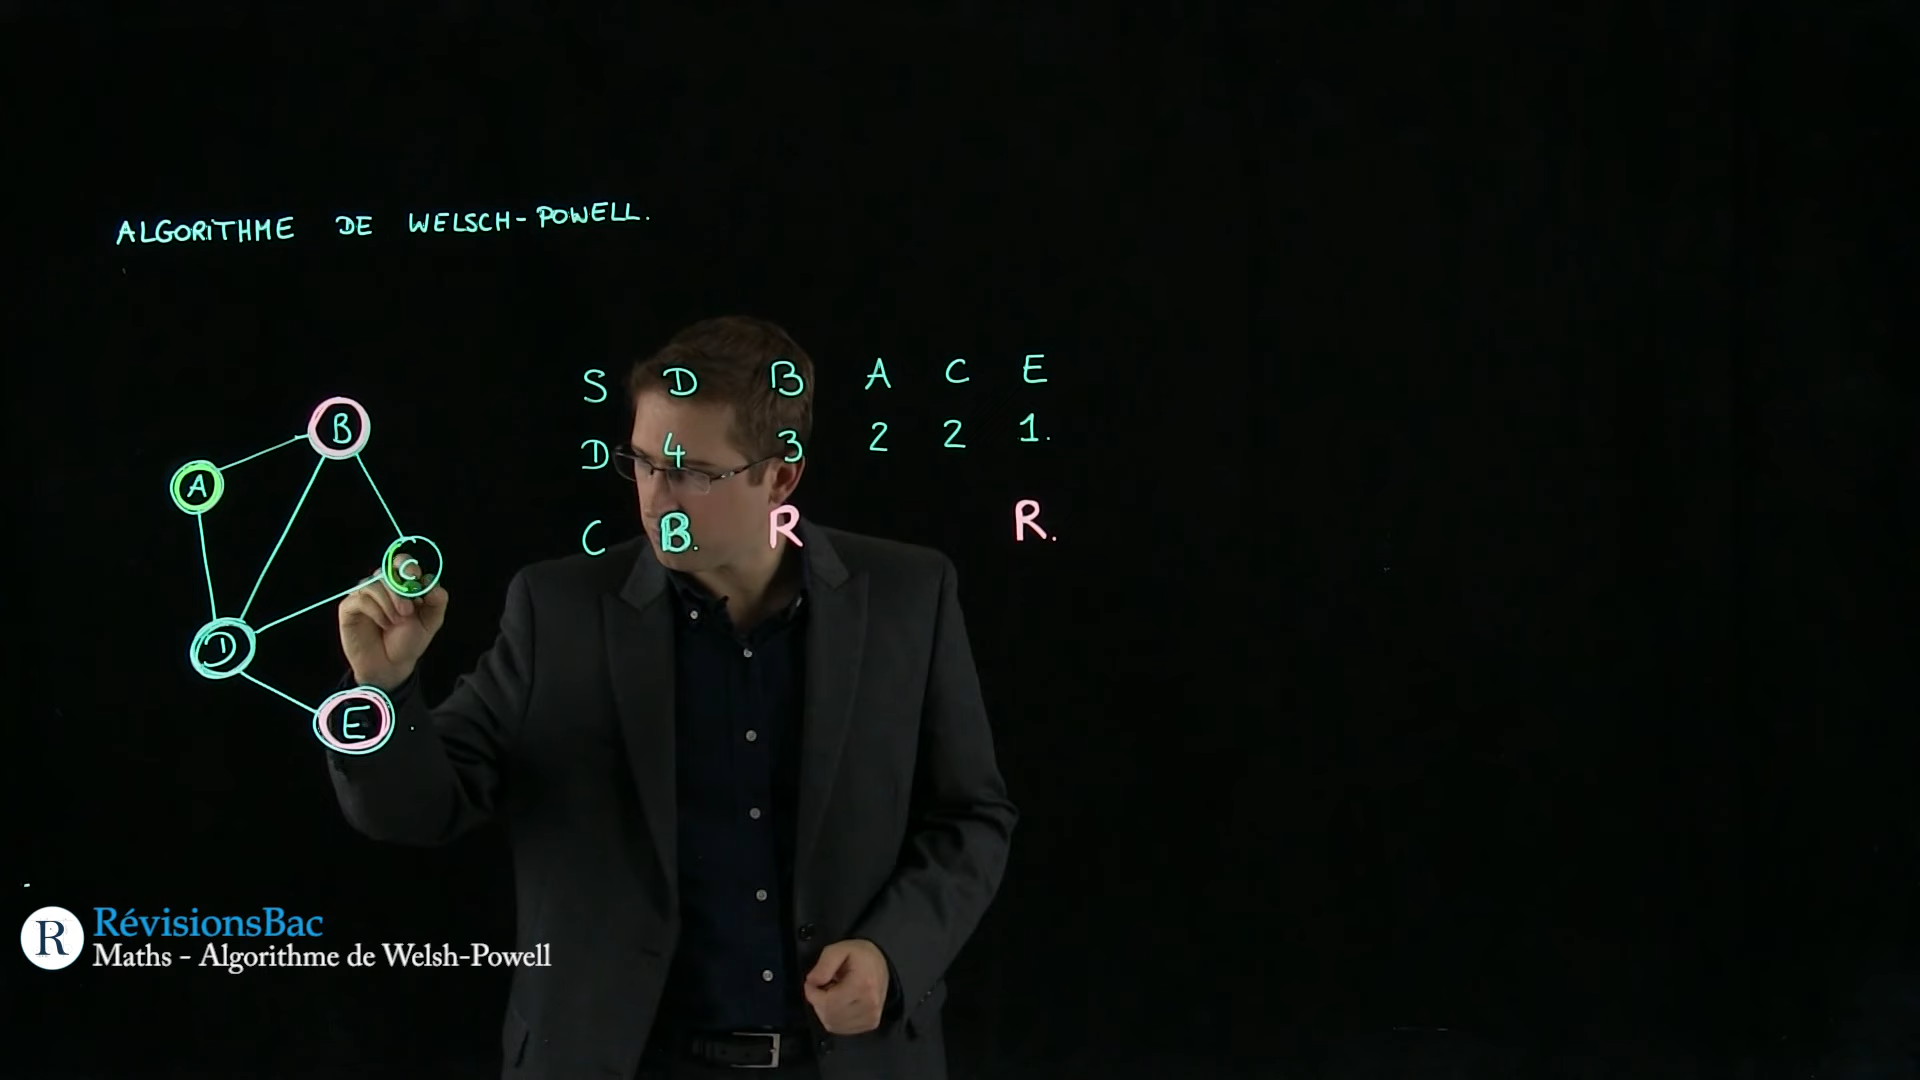 ALGORITHME DE WELSCH-POWELL.
S D B A C E
D 4 3 2 2 1.
C B. R R.
B
A
C
D
E
R RévisionsBac
Maths - Algorithme de Welsh-Powell